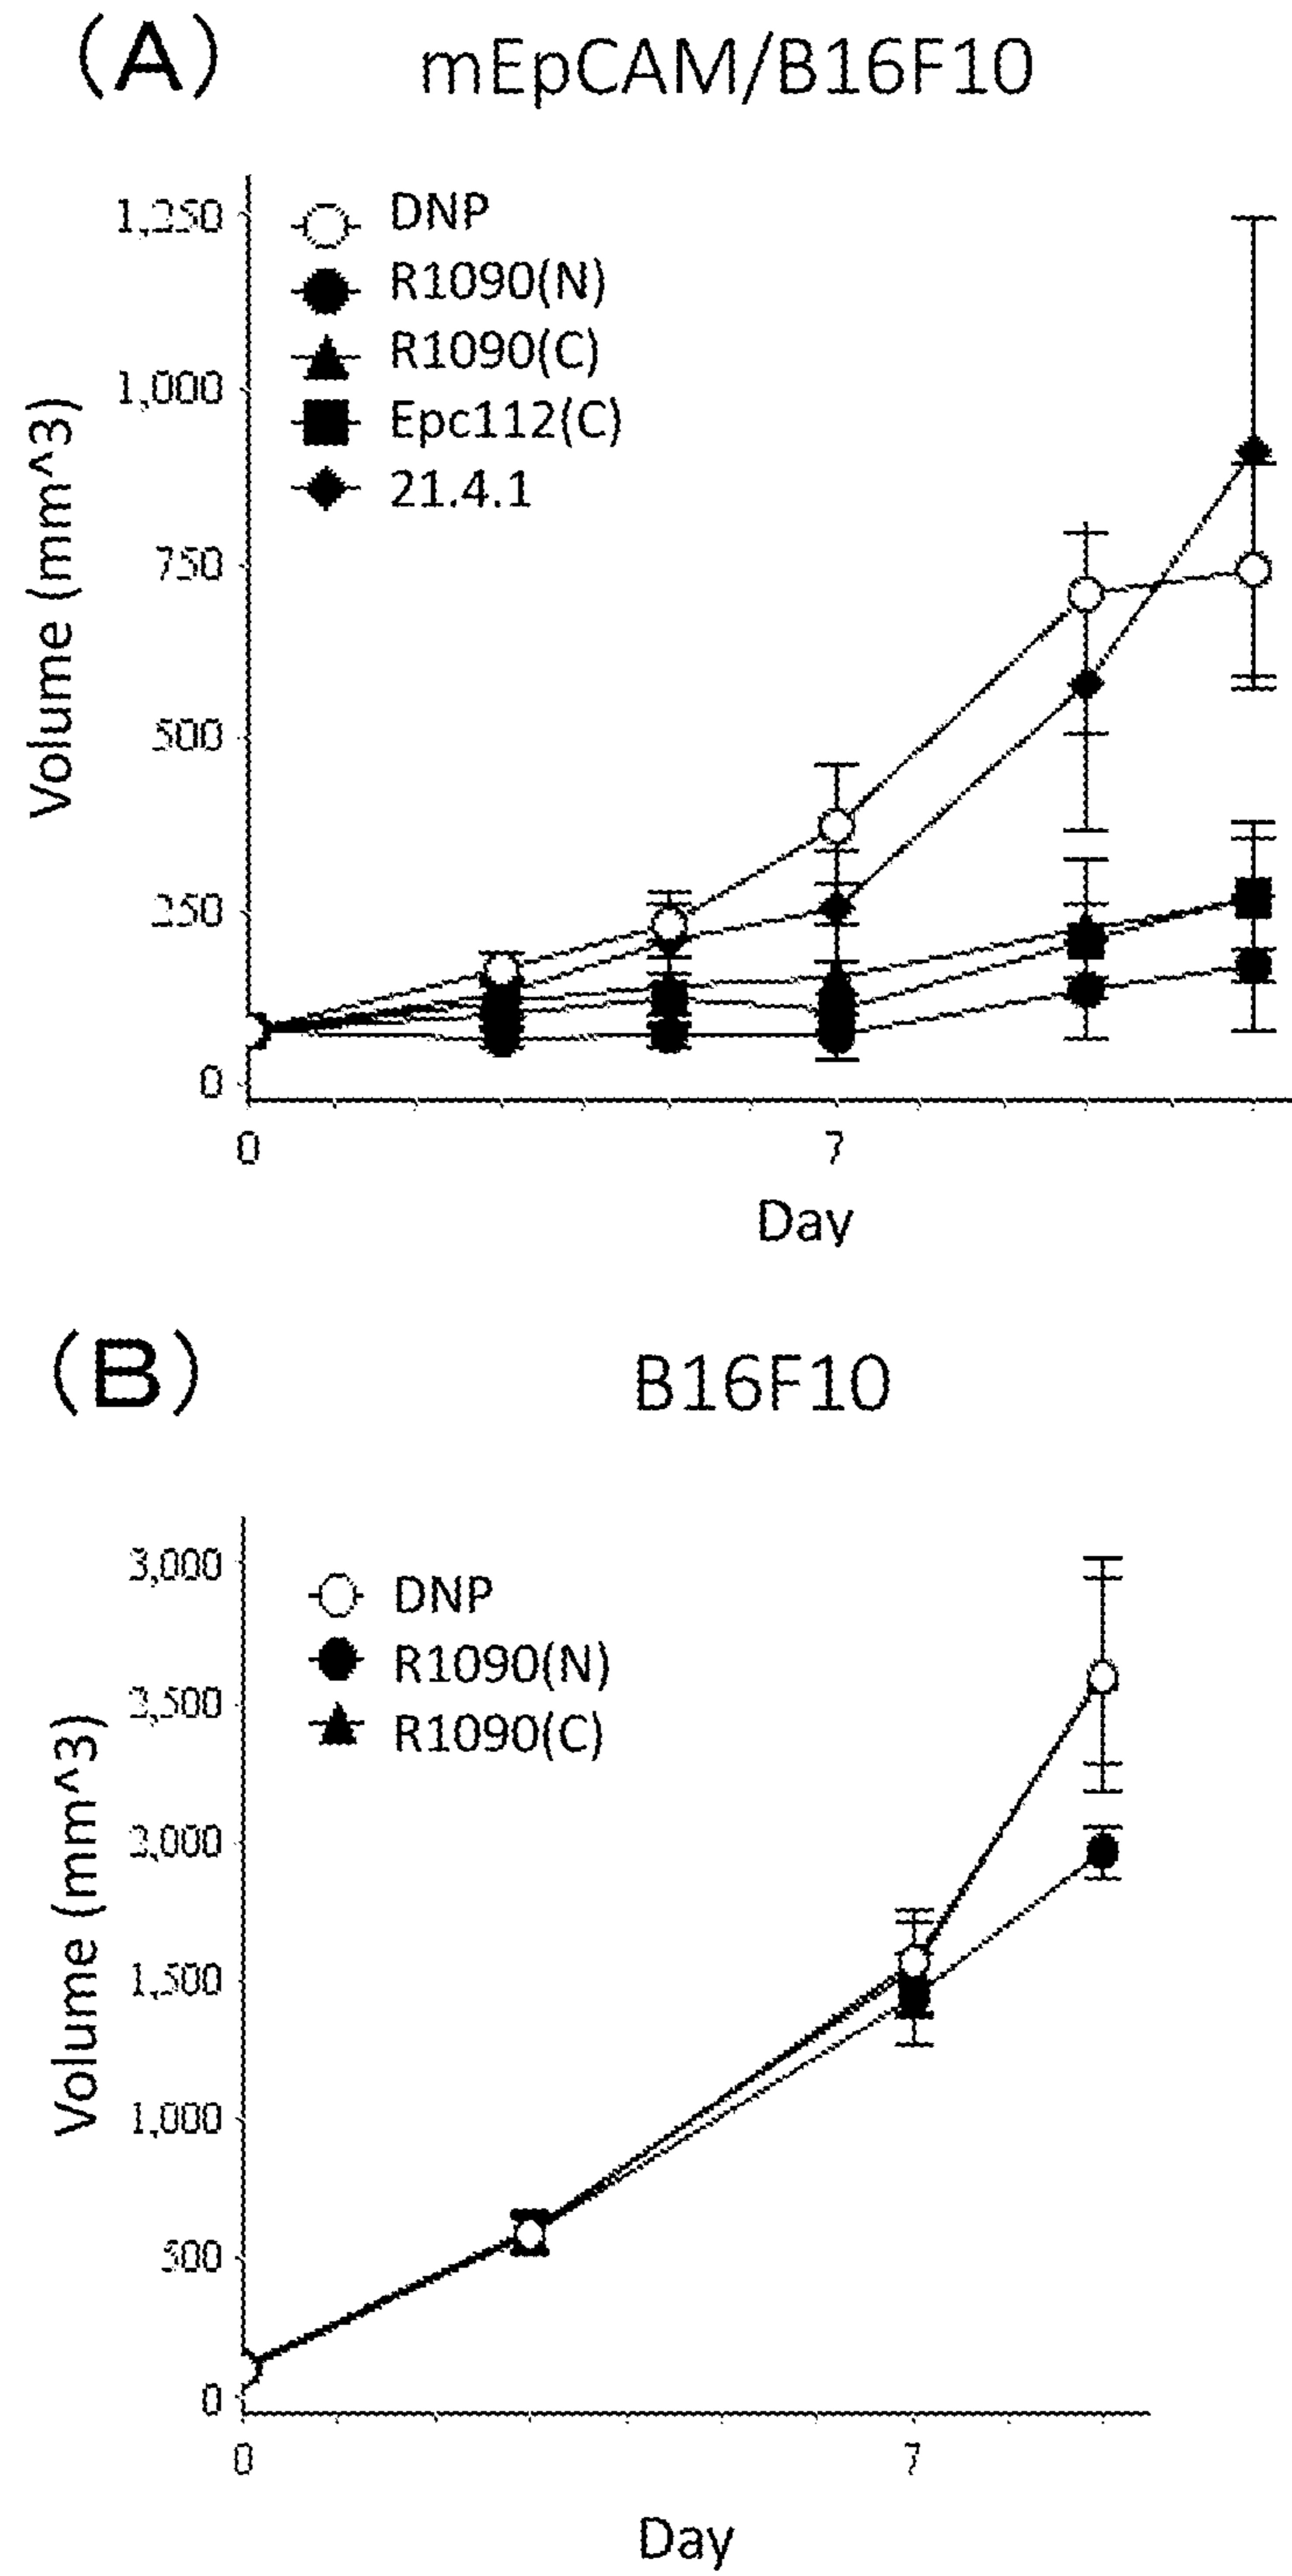 (A)
mEpCAM/B16F10
Volume (mm^3)
1,250
1,000
750
500
250
0
DNP
R1090(N)
R1090(C)
Epc112(C)
21.4.1
0
7
Day
(B)
B16F10
Volume (mm^3)
3,000
2,500
2,000
1,500
1,000
500
0
DNP
R1090(N)
R1090(C)
0
7
Day